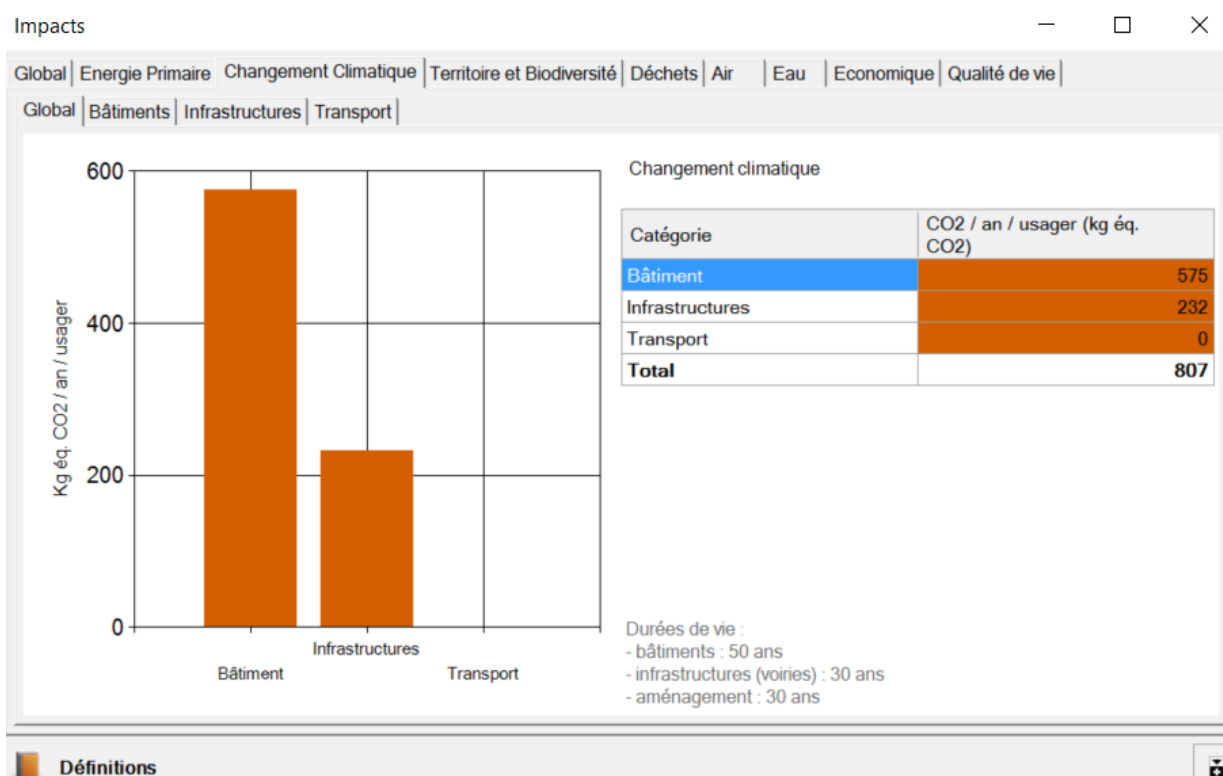 Impacts
Global Energie Primaire Changement Climatique Territoire et Biodiversité Déchets Air Eau Economique Qualité de vie
Global Bâtiments Infrastructures Transport
600
400
200
0
Kg éq. CO2 / an / usager
Infrastructures
Bâtiment Transport
Changement climatique
Catégorie CO2 / an / usager (kg éq.
CO2)
Bâtiment 575
Infrastructures 232
Transport 0
Total 807
Durées de vie :
- bâtiments : 50 ans
- infrastructures (voiries) : 30 ans
- aménagement : 30 ans
Définitions